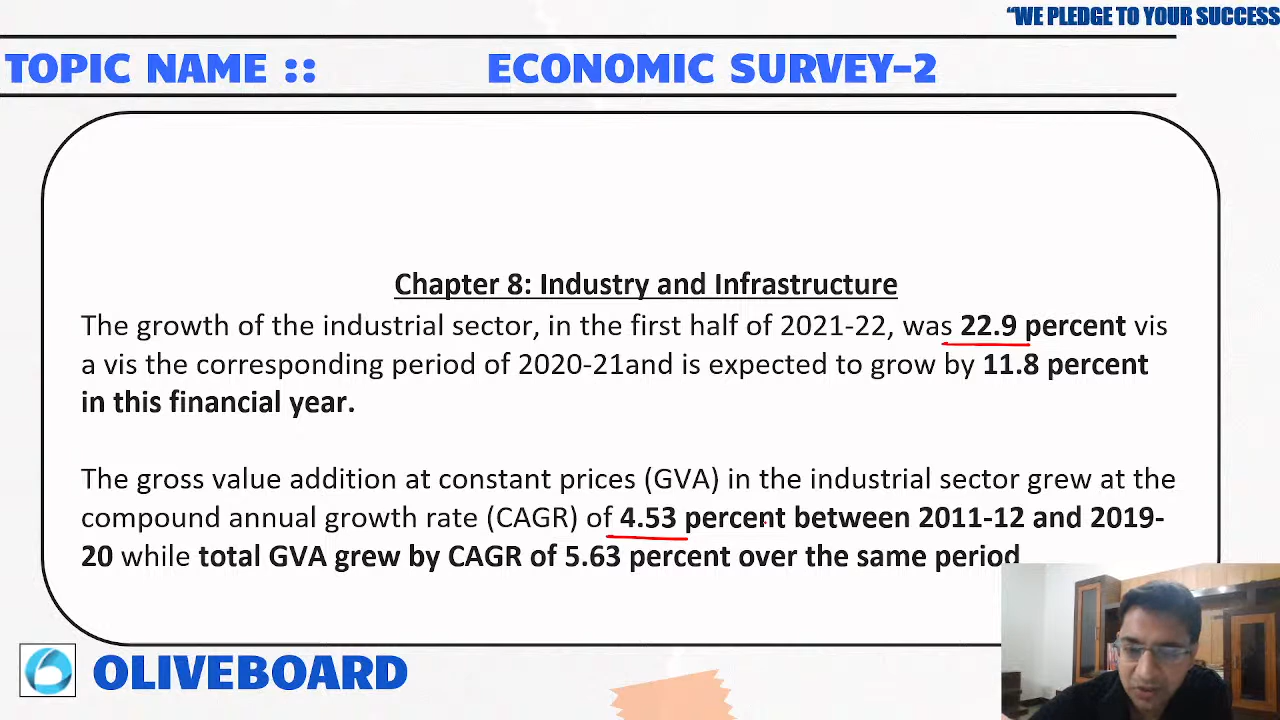 “WE PLEDGE TO YOUR SUCCESS
TOPIC NAME :: ECONOMIC SURVEY-2
Chapter 8: Industry and Infrastructure
The growth of the industrial sector, in the first half of 2021-22, was 22.9 percent vis
a vis the corresponding period of 2020-21and is expected to grow by 11.8 percent
in this financial year.
The gross value addition at constant prices (GVA) in the industrial sector grew at the
compound annual growth rate (CAGR) of 4.53 percent between 2011-12 and 2019-
20 while total GVA grew by CAGR of 5.63 percent over the same period
OLIVEBOARD